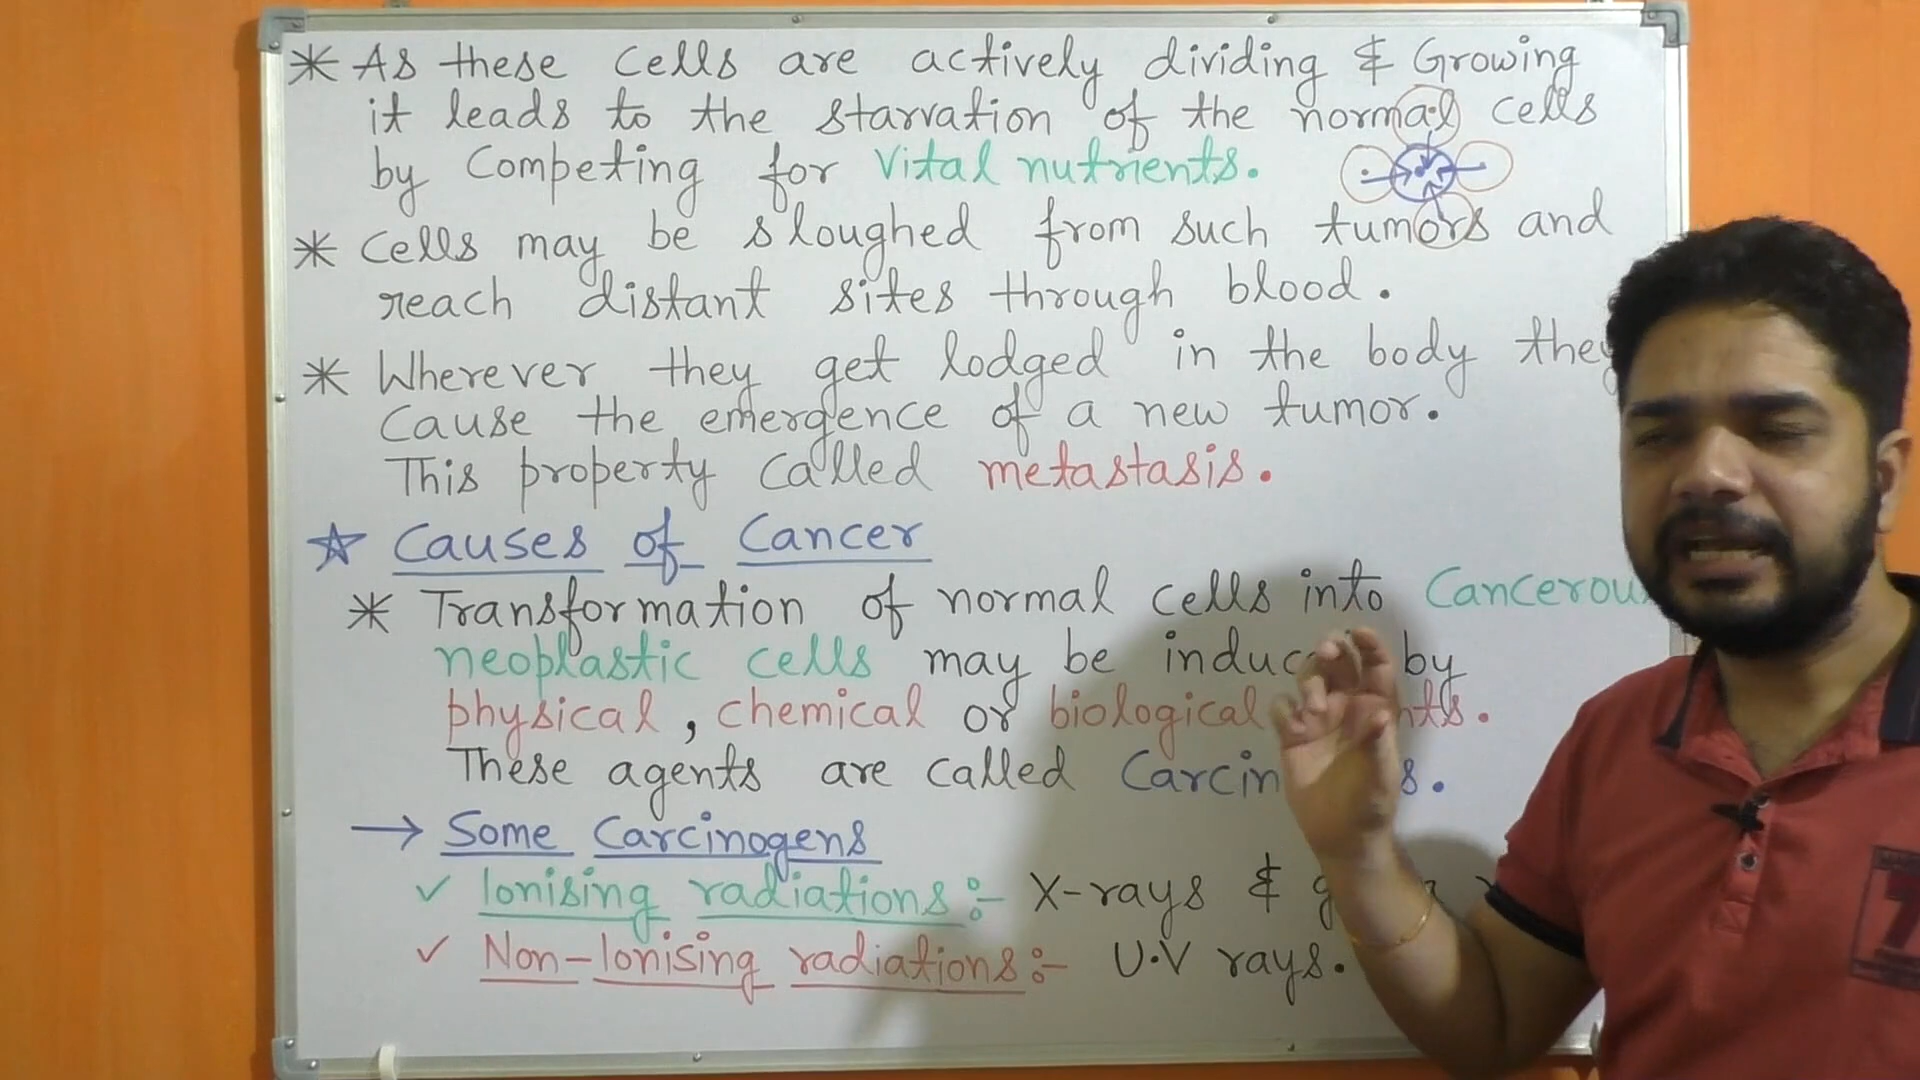 * As these cells are actively dividing & Growing
it leads to the starvation of the normal cells
by Competing for Vital nutrients.
* Cells may be sloughed from such tumors and
reach distant sites through blood.
* Wherever they get lodged in the body they
Cause the emergence of a new tumor.
This property Called metastasis.
☆ Causes of Cancer
* Transformation of normal cells into Cancerou
neoplastic cells may be induc by
physical, chemical or biological nts.
These agents are called Carcin s.
→ Some Carcinogens
✓ Ionising radiations:- X-rays & g
✓ Non-Ionising radiations:- U.V rays.
7